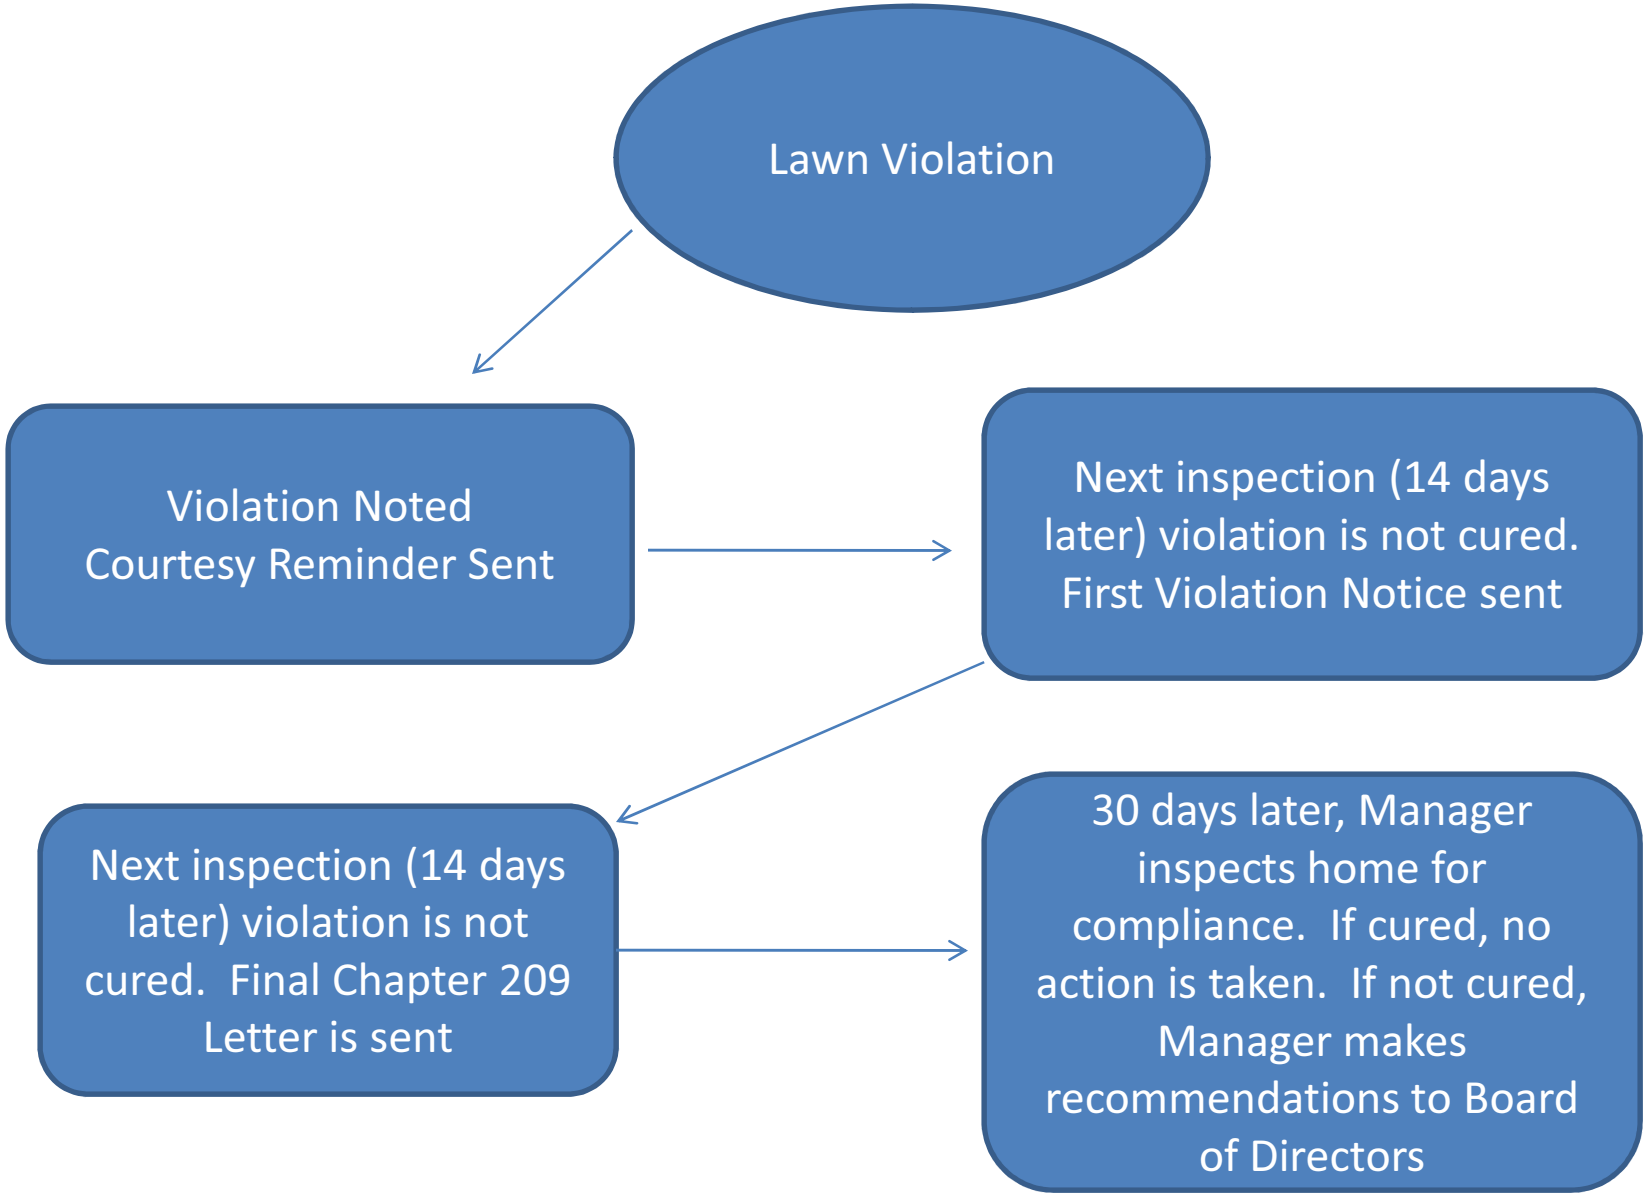 Lawn Violation
Violation Noted
Courtesy Reminder Sent
Next inspection (14 days
later) violation is not cured.
First Violation Notice sent
Next inspection (14 days
later) violation is not
cured.  Final Chapter 209
Letter is sent
30 days later, Manager
inspects home for
compliance.  If cured, no
action is taken.  If not cured,
Manager makes
recommendations to Board
of Directors